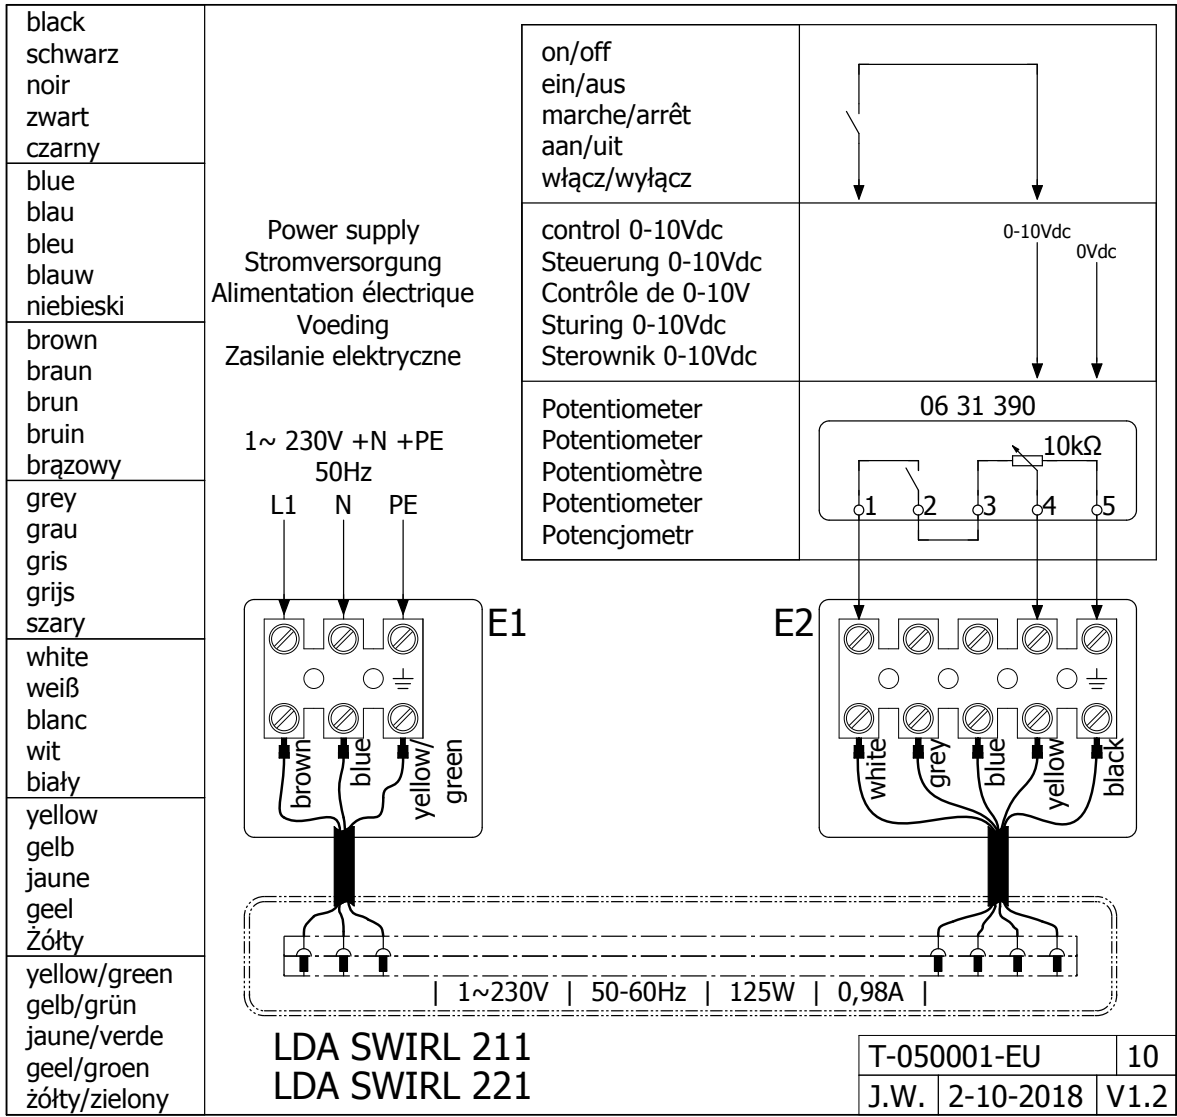 black
schwarz
noir
zwart
czarny
blue
blau
bleu
blauw
niebieski
brown
braun
brun
bruin
brązowy
grey
grau
gris
grijs
szary
white
weiß
blanc
wit
biały
yellow
gelb
jaune
geel
Żółty
yellow/green
gelb/grün
jaune/verde
geel/groen
żółty/zielony
Power supply
Stromversorgung
Alimentation électrique
Voeding
Zasilanie elektryczne
1~ 230V +N +PE
50Hz
L1 N PE
E1
brown
blue
yellow/
green
on/off
ein/aus
marche/arrêt
aan/uit
włącz/wyłącz
control 0-10Vdc
Steuerung 0-10Vdc
Contrôle de 0-10V
Sturing 0-10Vdc
Sterownik 0-10Vdc
0-10Vdc
0Vdc
Potentiometer
Potentiometer
Potentiomètre
Potentiometer
Potencjometr
06 31 390
10kΩ
1 2 3 4 5
E2
white
grey
blue
yellow
black
| 1~230V | 50-60Hz | 125W | 0,98A |
LDA SWIRL 211
LDA SWIRL 221
T-050001-EU 10
J.W. 2-10-2018 V1.2